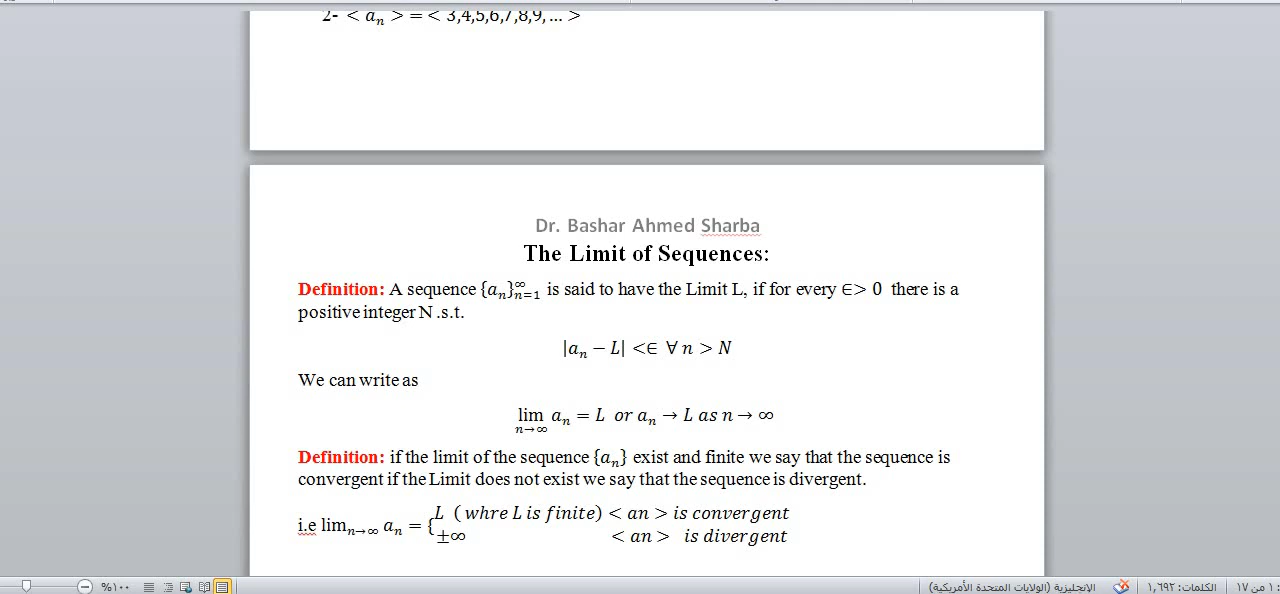 2- < aₙ > = < 3,4,5,6,7,8,9, ... >
Dr. Bashar Ahmed Sharba
The Limit of Sequences:
Definition: A sequence {aₙ}ₙ₌₁^∞ is said to have the Limit L, if for every ∈> 0 there is a
positive integer N .s.t.
|aₙ − L| <∈ ∀ n > N
We can write as
lim aₙ = L or aₙ → L as n → ∞
n→∞
Definition: if the limit of the sequence {aₙ} exist and finite we say that the sequence is
convergent if the Limit does not exist we say that the sequence is divergent.
i.e limₙ→∞ aₙ = { L ( whre L is finite) < an > is convergent
±∞ < an > is divergent
%١٠٠
الإنجليزية (الولايات المتحدة الأمريكية)
الكلمات: ١,٦٩٢
١ من ١٧